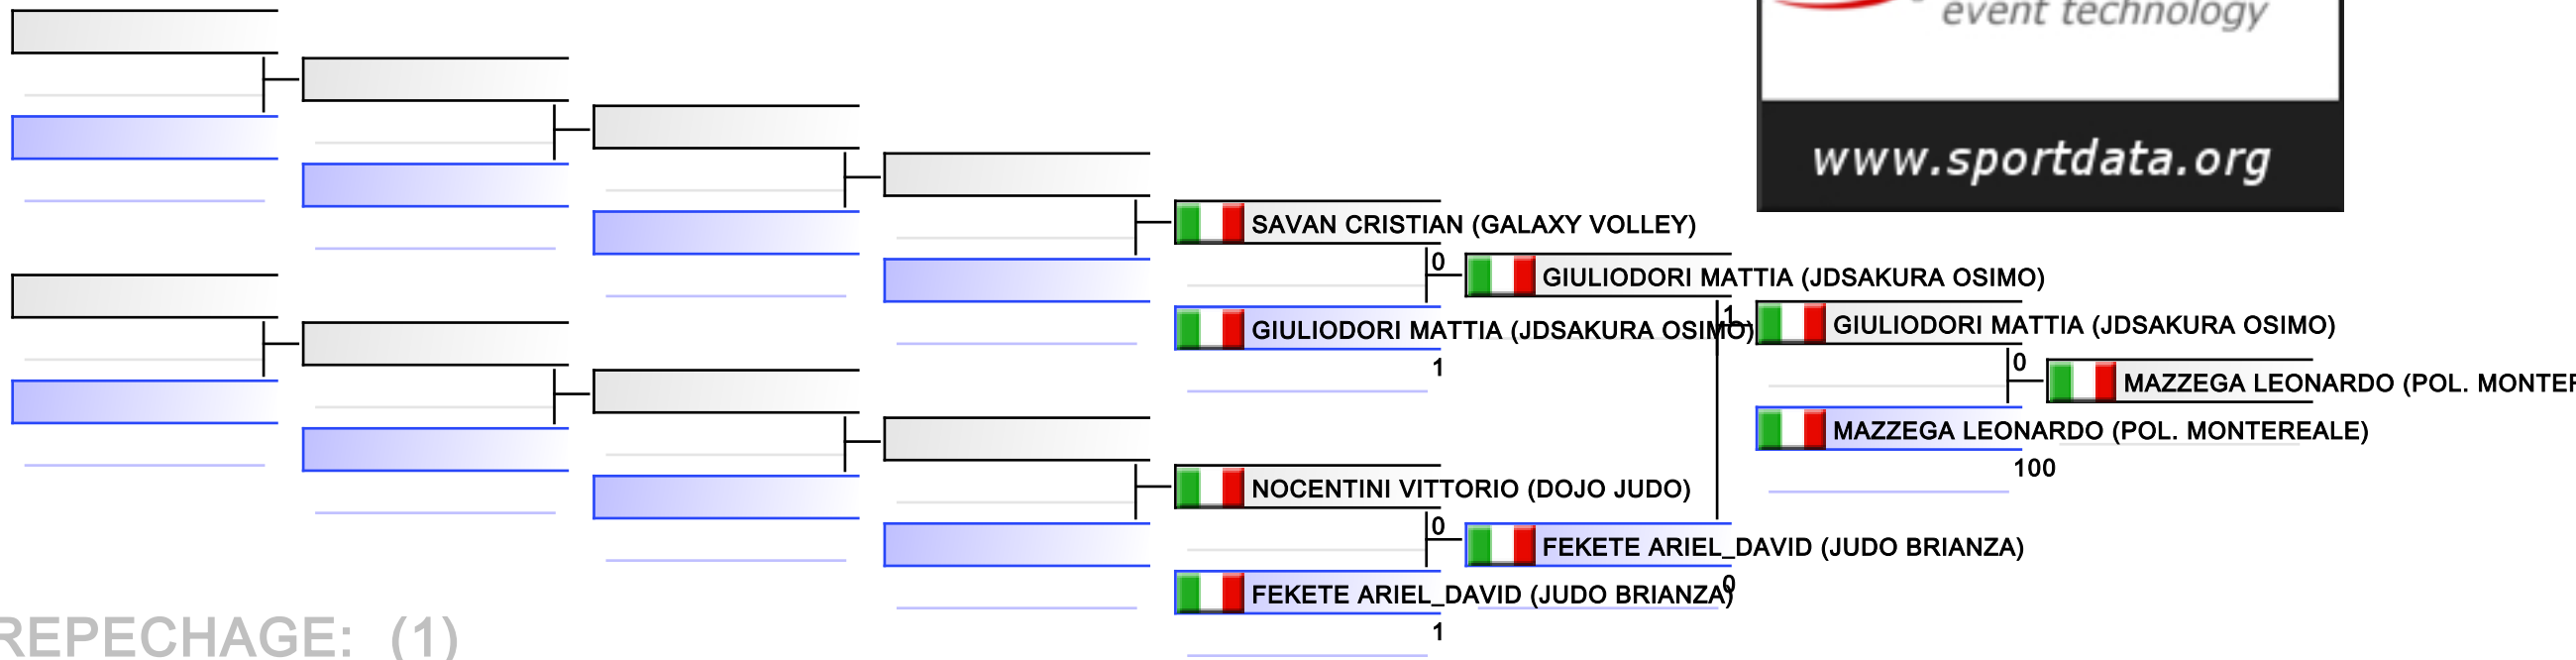 event technology
www.sportdata.org
SAVAN CRISTIAN (GALAXY VOLLEY)
0
GIULIODORI MATTIA (JDSAKURA OSIMO)
GIULIODORI MATTIA (JDSAKURA OSIMO)
1
1
GIULIODORI MATTIA (JDSAKURA OSIMO)
0
MAZZEGA LEONARDO (POL. MONTER
MAZZEGA LEONARDO (POL. MONTEREALE)
100
NOCENTINI VITTORIO (DOJO JUDO)
0
FEKETE ARIEL_DAVID (JUDO BRIANZA)
0
FEKETE ARIEL_DAVID (JUDO BRIANZA)
1
REPECHAGE: (1)